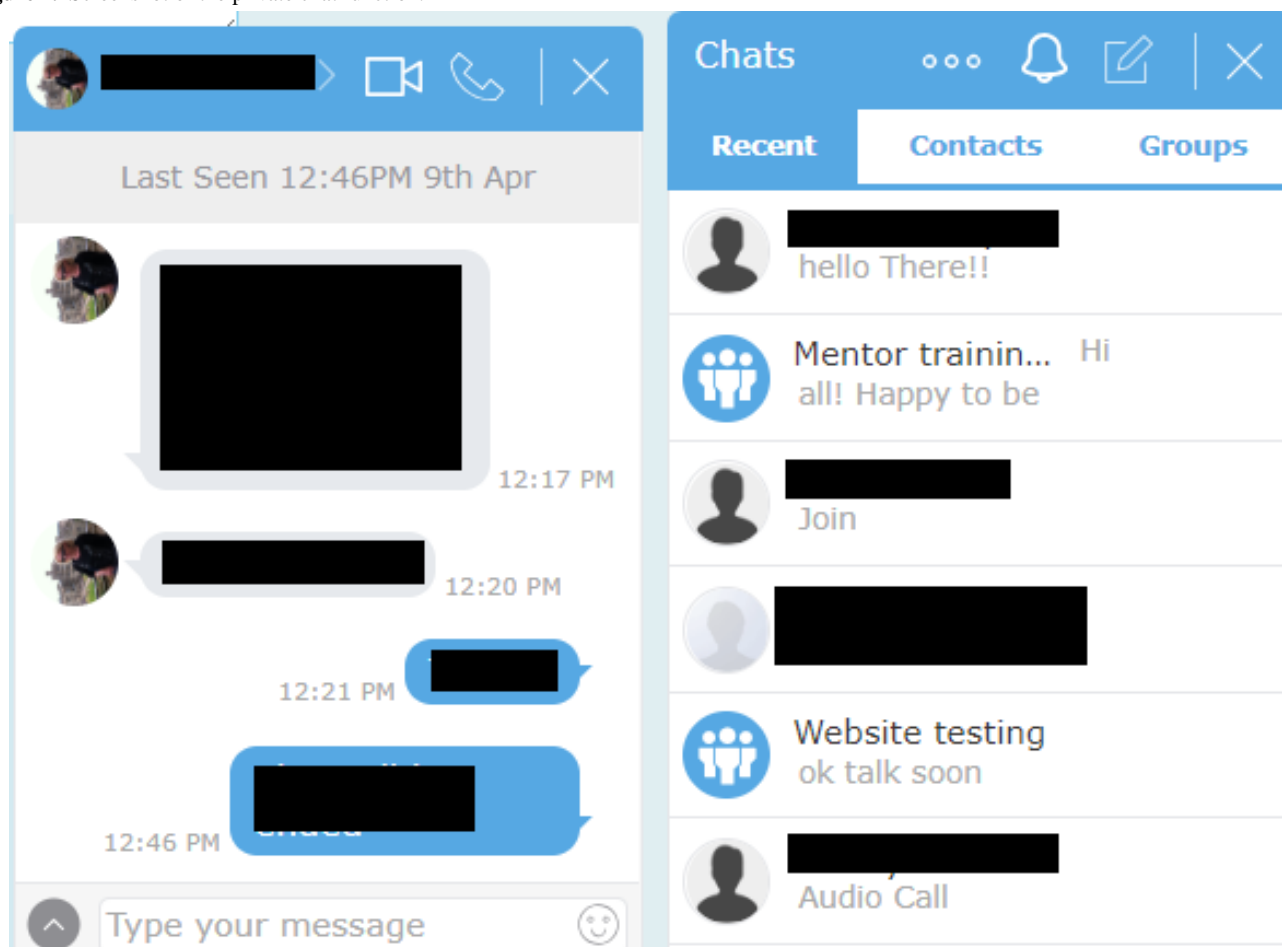 Last Seen 12:46PM 9th Apr
12:17 PM
12:20 PM
12:21 PM
12:46 PM
Type your message
Chats
Recent Contacts Groups
hello There!!
Mentor trainin... Hi
all! Happy to be
Join
Website testing
ok talk soon
Audio Call